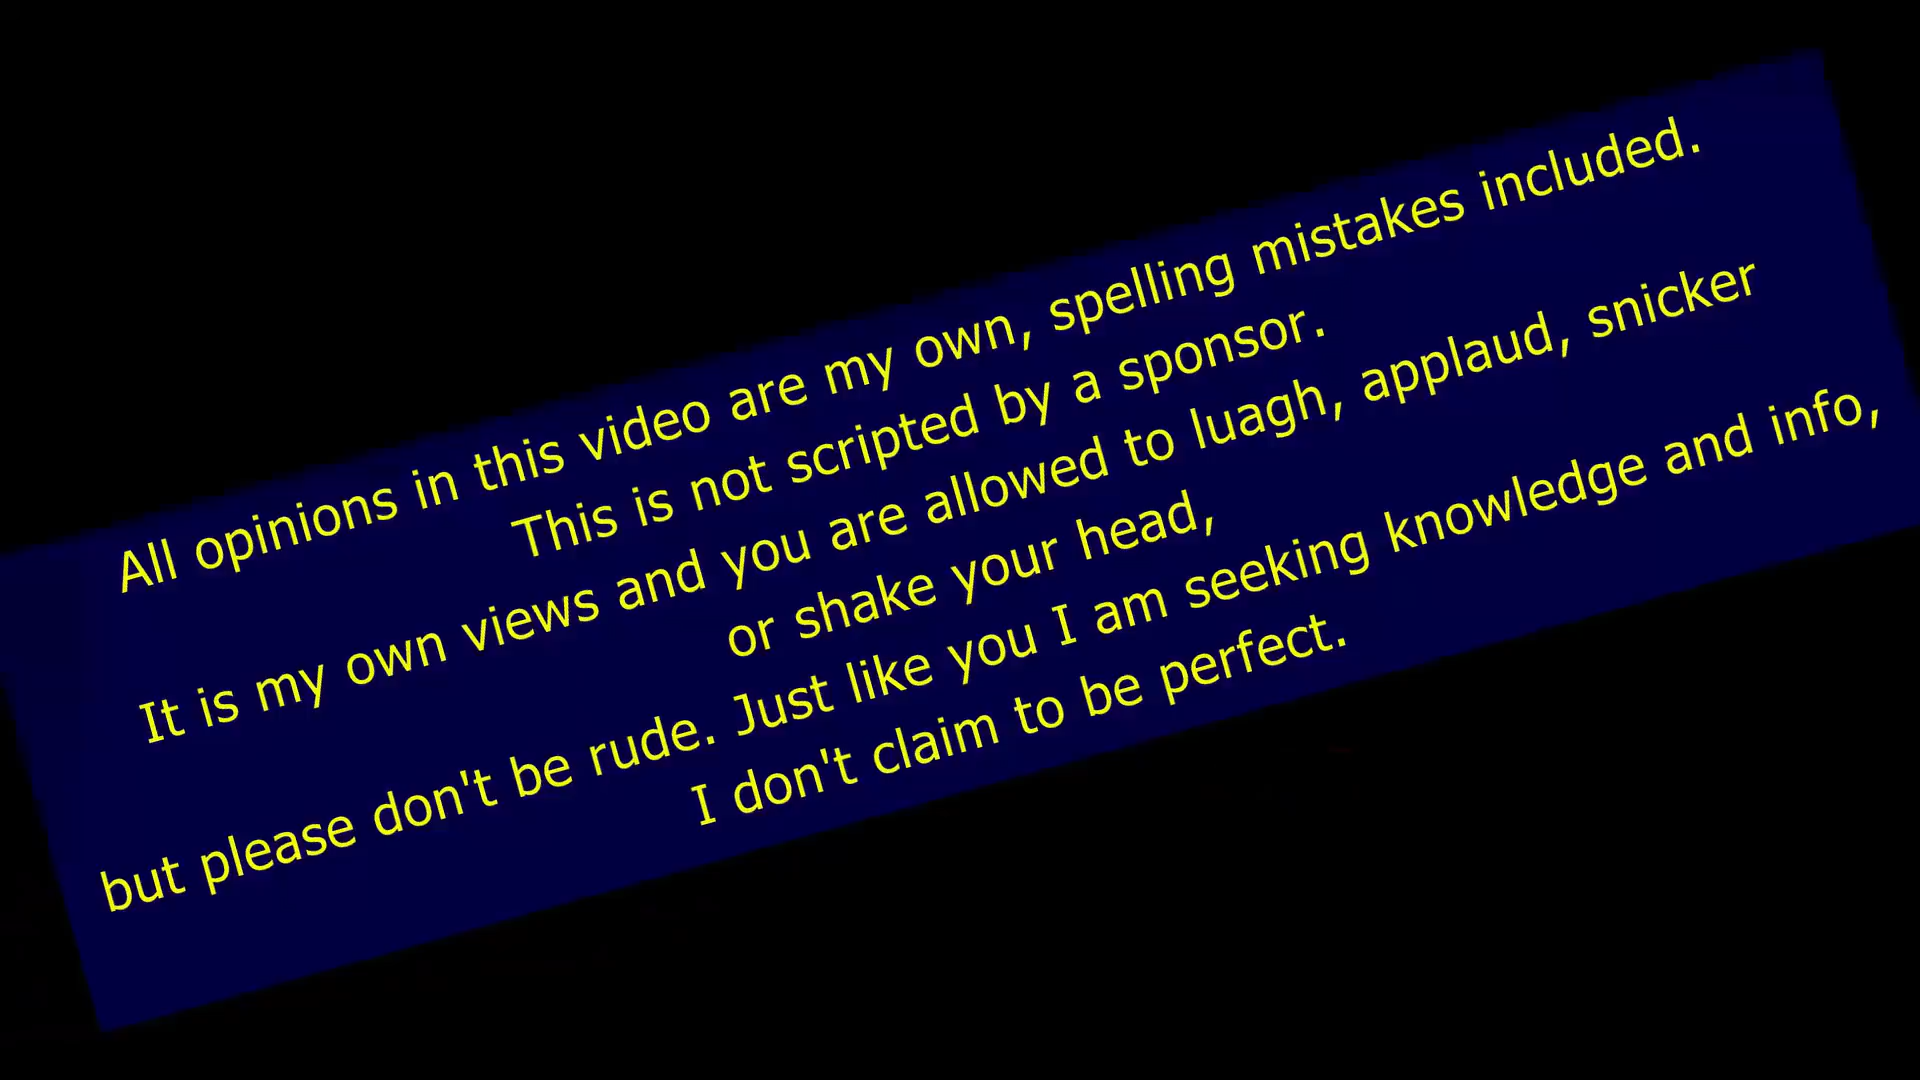 All opinions in this video are my own, spelling mistakes included.
This is not scripted by a sponsor.
It is my own views and you are allowed to luagh, applaud, snicker
or shake your head,
but please don't be rude. Just like you I am seeking knowledge and info,
I don't claim to be perfect.